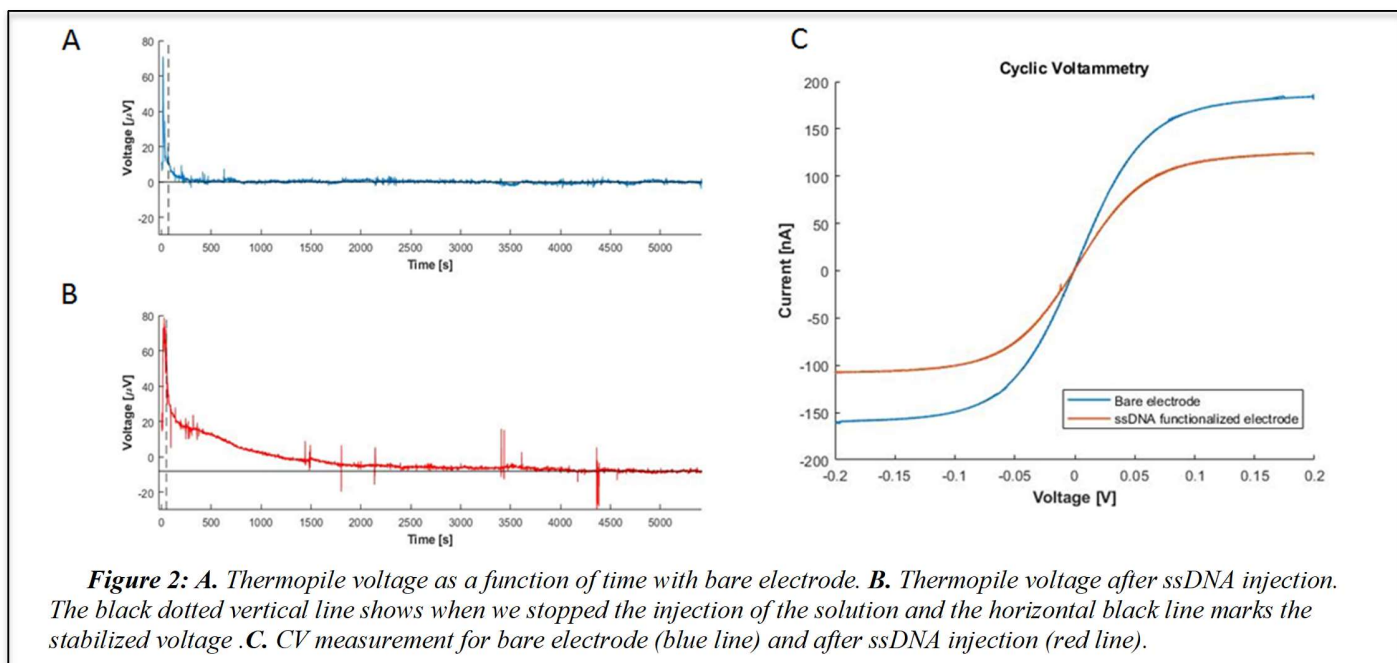 A
80
60
40
20
0
-20
Voltage [μV]
0 500 1000 1500 2000 2500 3000 3500 4000 4500 5000
Time [s]
B
80
60
40
20
0
-20
Voltage [μV]
0 500 1000 1500 2000 2500 3000 3500 4000 4500 5000
Time [s]
C
Cyclic Voltammetry
200
150
100
50
0
-50
-100
-150
-200
Current [nA]
Bare electrode
ssDNA functionalized electrode
-0.2 -0.15 -0.1 -0.05 0 0.05 0.1 0.15 0.2
Voltage [V]
Figure 2: A. Thermopile voltage as a function of time with bare electrode. B. Thermopile voltage after ssDNA injection.
The black dotted vertical line shows when we stopped the injection of the solution and the horizontal black line marks the
stabilized voltage .C. CV measurement for bare electrode (blue line) and after ssDNA injection (red line).